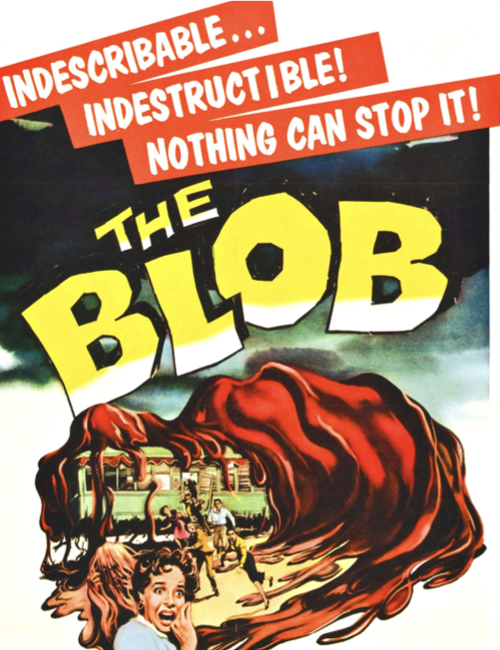 INDESCRIBABLE...
INDESTRUCTIBLE!
NOTHING CAN STOP IT!
THE
BLOB